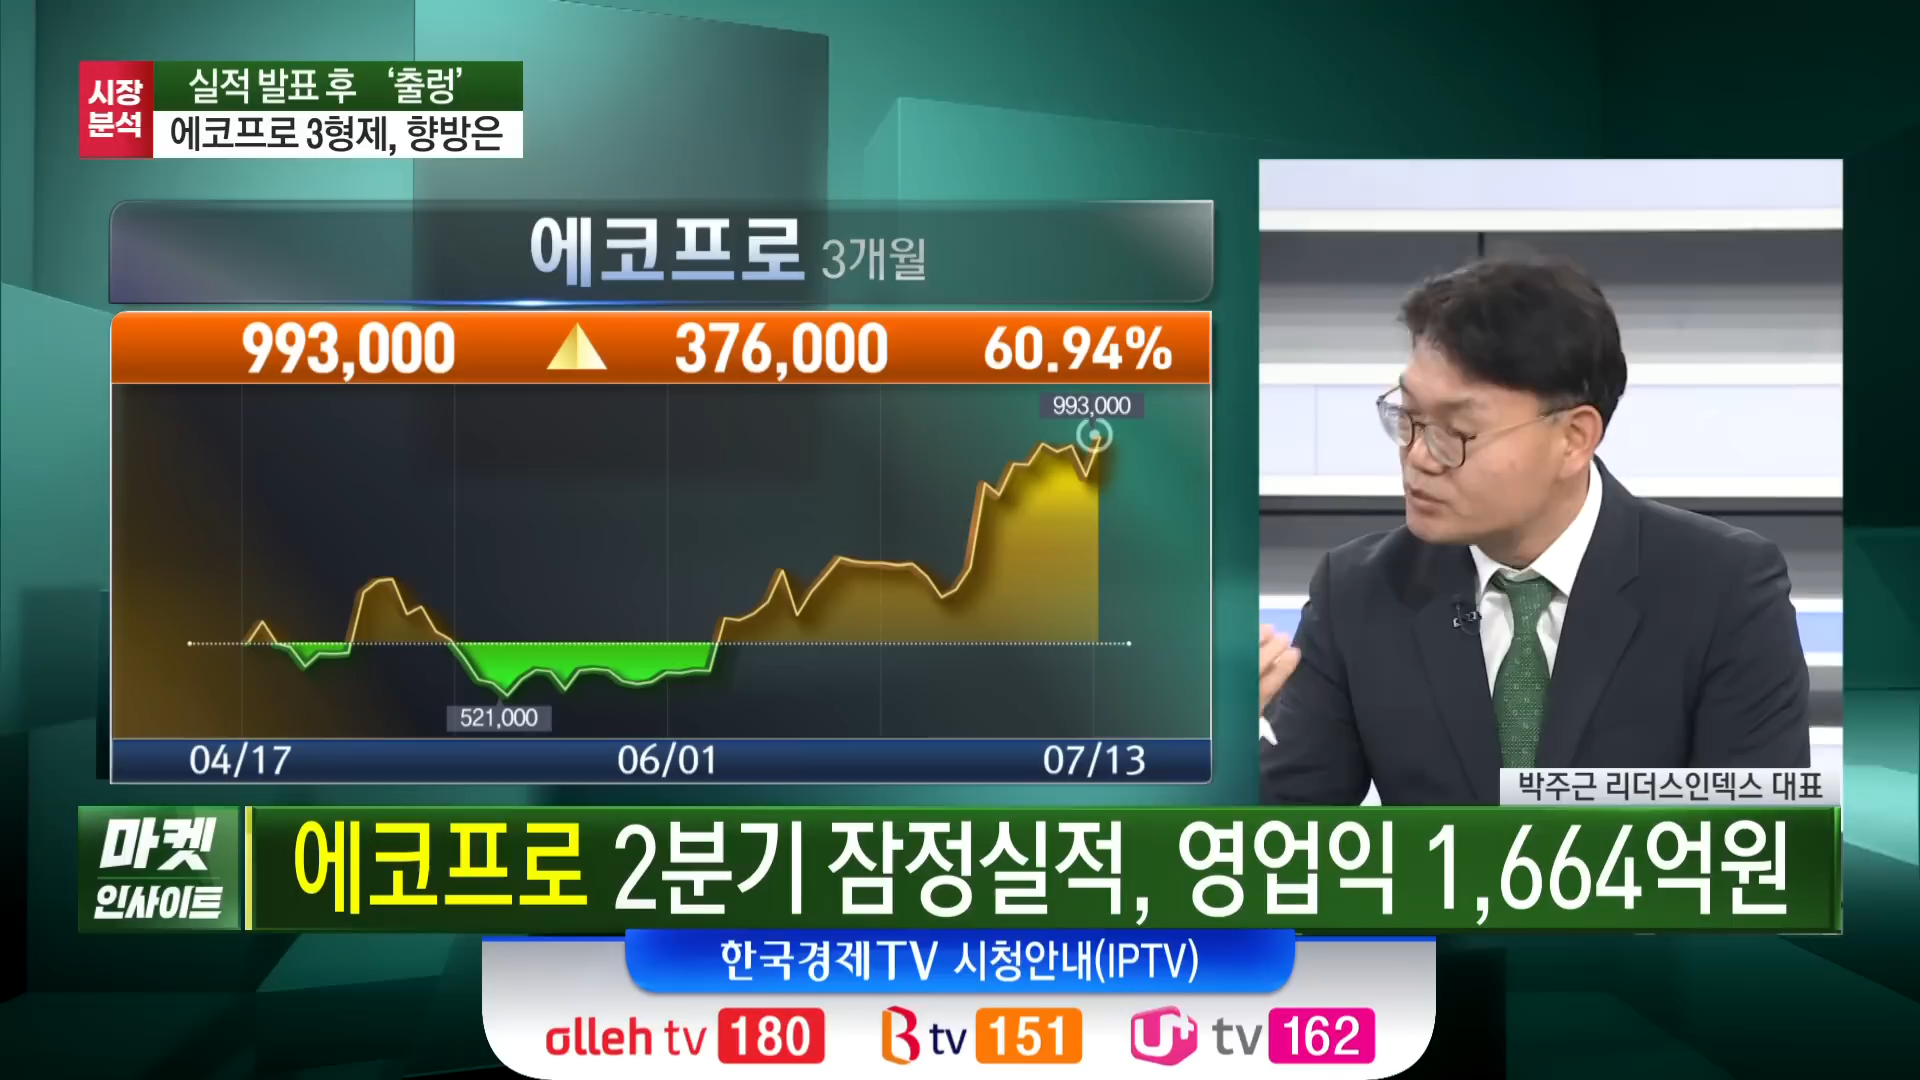 시장
분석
실적 발표 후 ‘출렁’
에코프로 3형제, 향방은
에코프로 3개월
993,000 376,000 60.94%
993,000
521,000
04/17 06/01 07/13
박주근 리더스인덱스 대표
마켓
인사이트
에코프로 2분기 잠정실적, 영업익 1,664억원
한국경제TV 시청안내(IPTV)
olleh tv 180 B tv 151 U+ tv 162